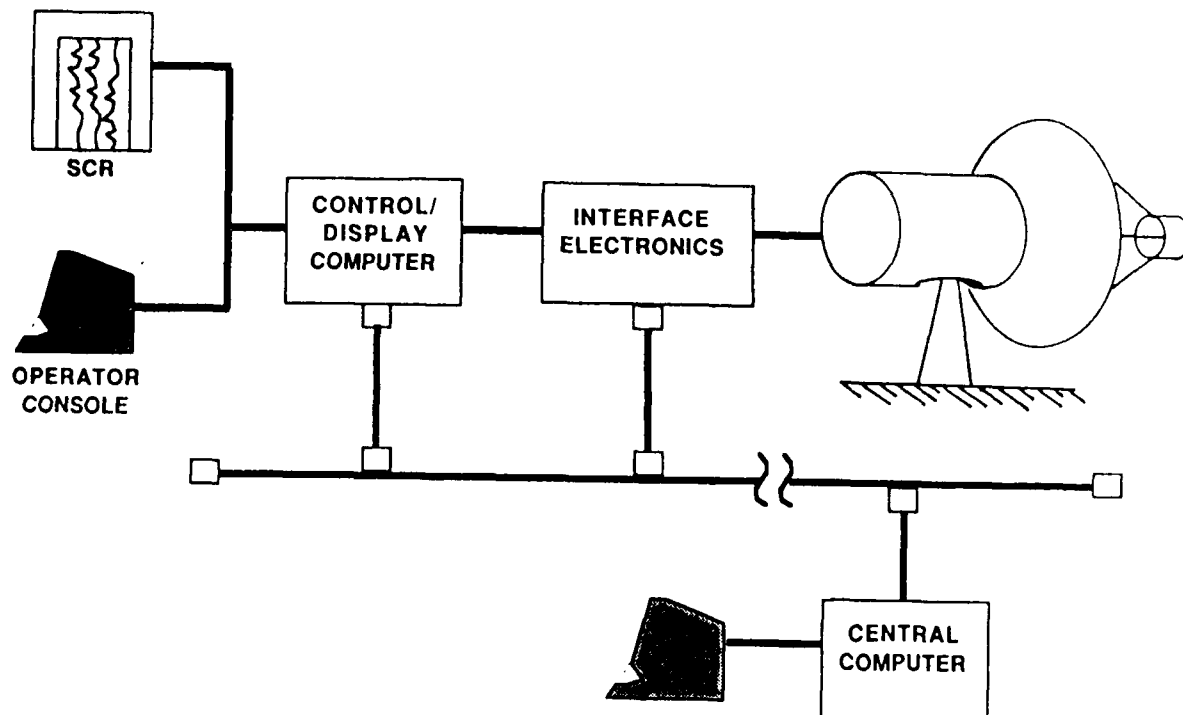 SCR
CONTROL/
DISPLAY
COMPUTER
INTERFACE
ELECTRONICS
OPERATOR
CONSOLE
CENTRAL
COMPUTER